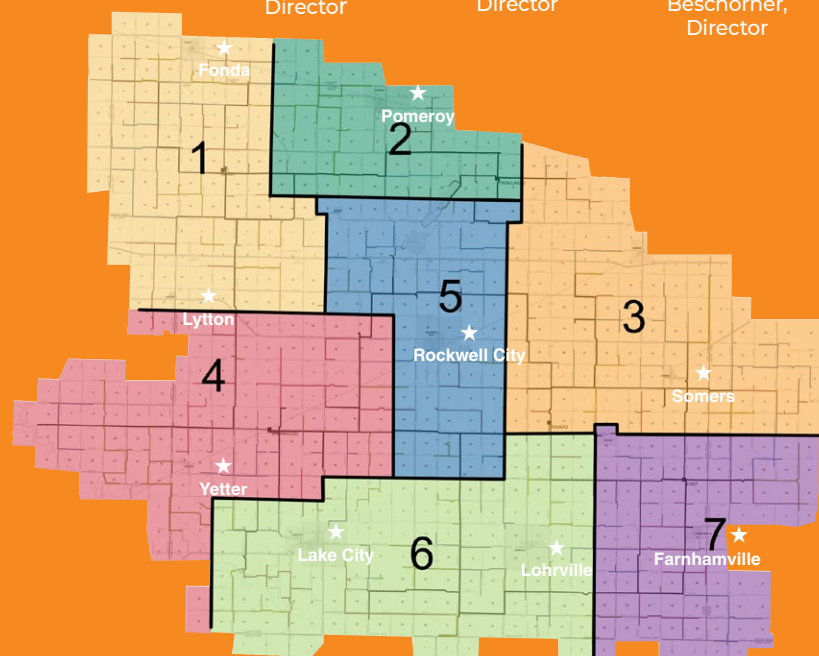 Director
Director
Beschorner,
Director
Fonda
Pomeroy
2
1
5
Lytton
3
Rockwell City
4
Somers
Yetter
Lake City
6
Lohrville
7
Farnhamville